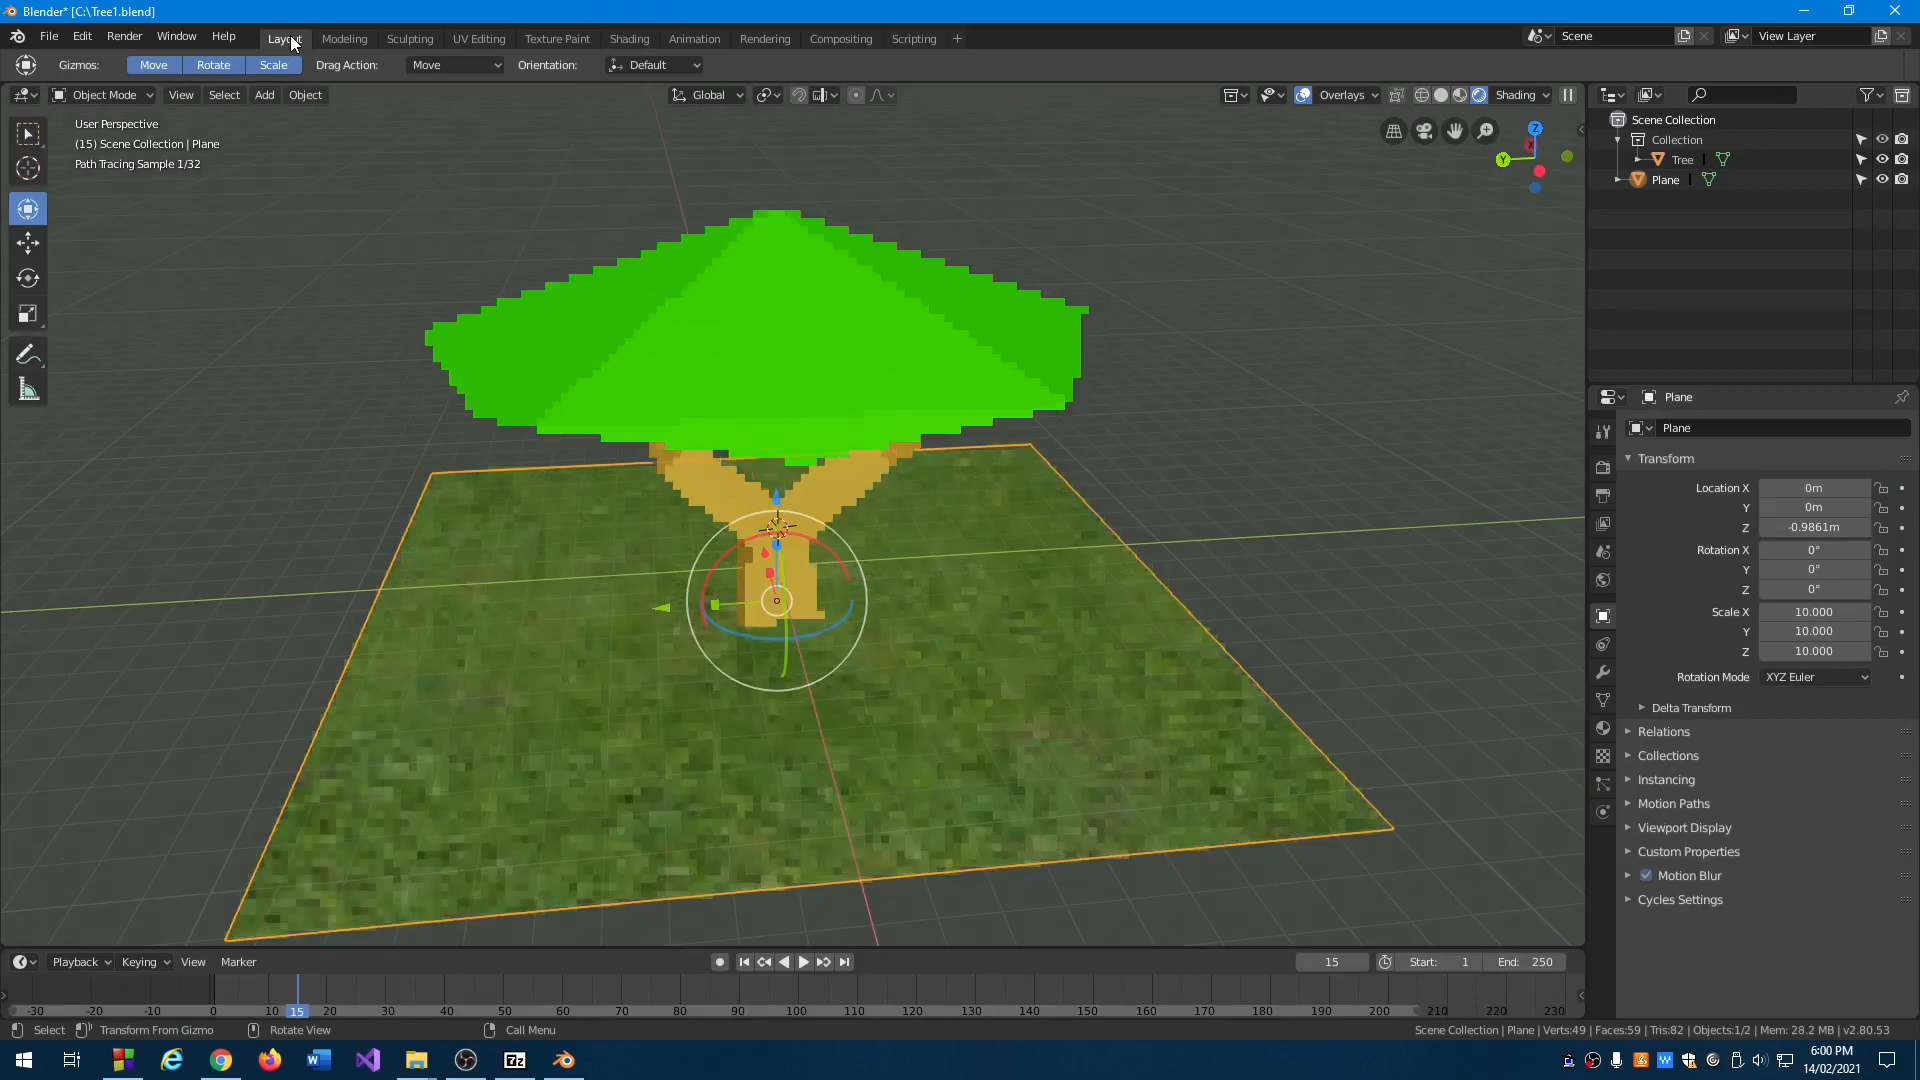 Blender* [C:\Tree1.blend]
File Edit Render Window Help Layout Modeling Sculpting UV Editing Texture Paint Shading Animation Rendering Compositing Scripting + Scene View Layer
Gizmos: Move Rotate Scale Drag Action: Move Orientation: Default
Object Mode View Select Add Object Global Overlays Shading
User Perspective
(15) Scene Collection | Plane
Path Tracing Sample 1/32
Z
X
Y
Scene Collection
Collection
Tree
Plane
Plane
Plane
Transform
Location X 0m
Y 0m
Z -0.9861m
Rotation X 0°
Y 0°
Z 0°
Scale X 10.000
Y 10.000
Z 10.000
Rotation Mode XYZ Euler
Delta Transform
Relations
Collections
Instancing
Motion Paths
Viewport Display
Custom Properties
Motion Blur
Cycles Settings
Playback Keying View Marker 15 Start: 1 End: 250
-30 -20 -10 0 10 15 20 30 40 50 60 70 80 90 100 110 120 130 140 150 160 170 180 190 200 210 220 230
Select Transform From Gizmo Rotate View Call Menu Scene Collection | Plane | Verts:49 | Faces:59 | Tris:82 | Objects:1/2 | Mem: 28.2 MB | v2.80.53
7z
6:00 PM
14/02/2021